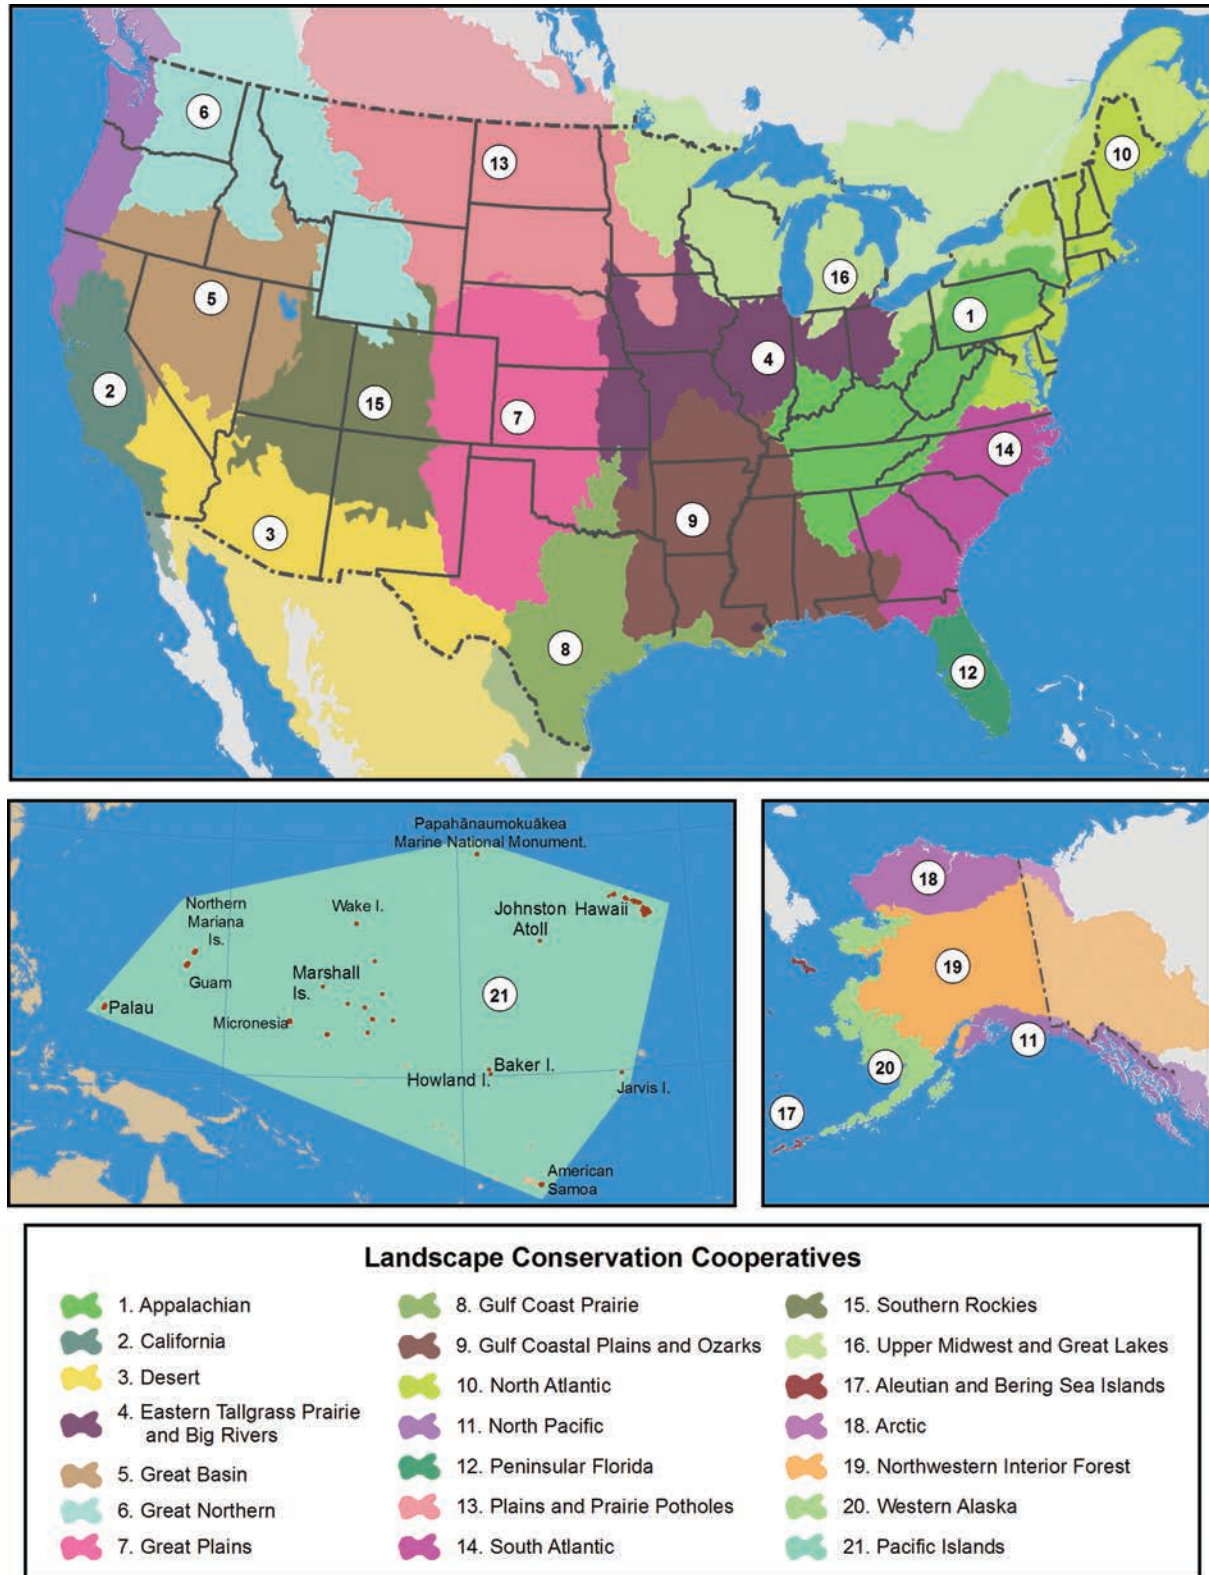 6
13
10
16
5
1
4
2
15
7
14
9
3
8
12
Papahānaumokuākea
Marine National Monument.
Northern
Mariana
Is.
Wake I.
Johnston
Atoll
Hawaii
Guam
Marshall
Is.
21
Palau
Micronesia
Baker I.
Howland I.
Jarvis I.
American
Samoa
18
19
11
20
17
Landscape Conservation Cooperatives
1. Appalachian
2. California
3. Desert
4. Eastern Tallgrass Prairie
and Big Rivers
5. Great Basin
6. Great Northern
7. Great Plains
8. Gulf Coast Prairie
9. Gulf Coastal Plains and Ozarks
10. North Atlantic
11. North Pacific
12. Peninsular Florida
13. Plains and Prairie Potholes
14. South Atlantic
15. Southern Rockies
16. Upper Midwest and Great Lakes
17. Aleutian and Bering Sea Islands
18. Arctic
19. Northwestern Interior Forest
20. Western Alaska
21. Pacific Islands